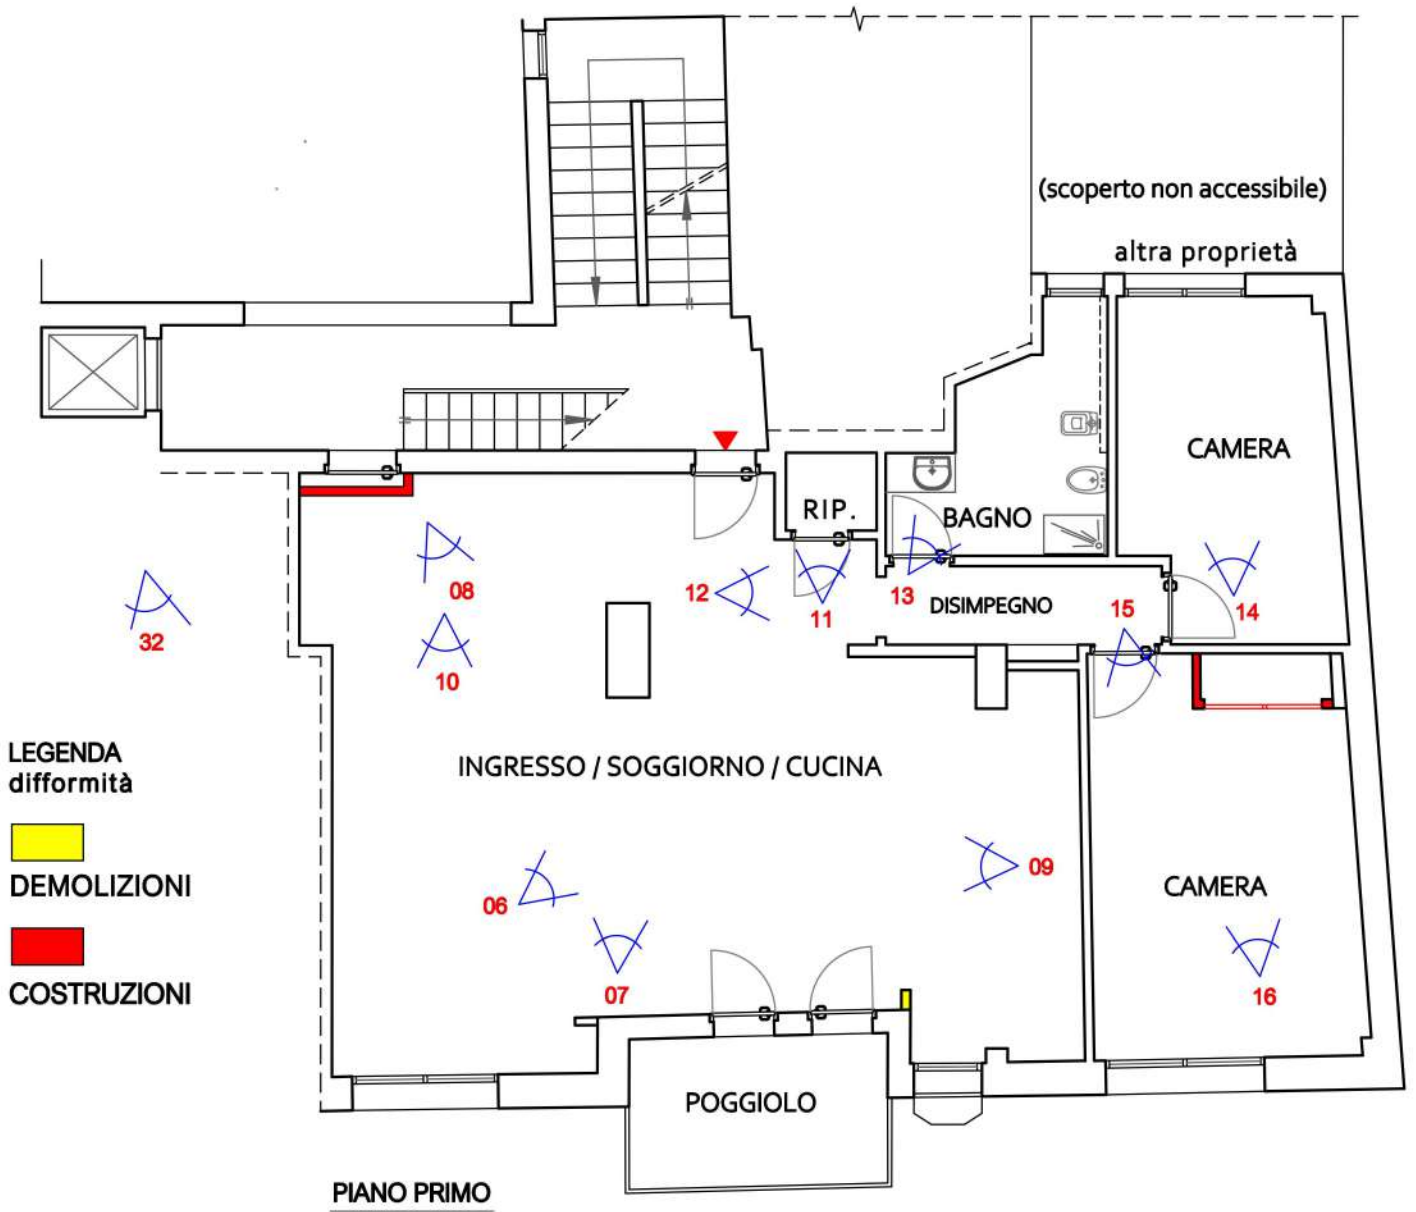 (scoperto non accessibile)
altra proprietà
CAMERA
RIP.
BAGNO
08
12
11
13
DISIMPEGNO
15
14
32
10
LEGENDA
difformità
INGRESSO / SOGGIORNO / CUCINA
DEMOLIZIONI
09
CAMERA
06
COSTRUZIONI
07
16
POGGIOLO
PIANO PRIMO